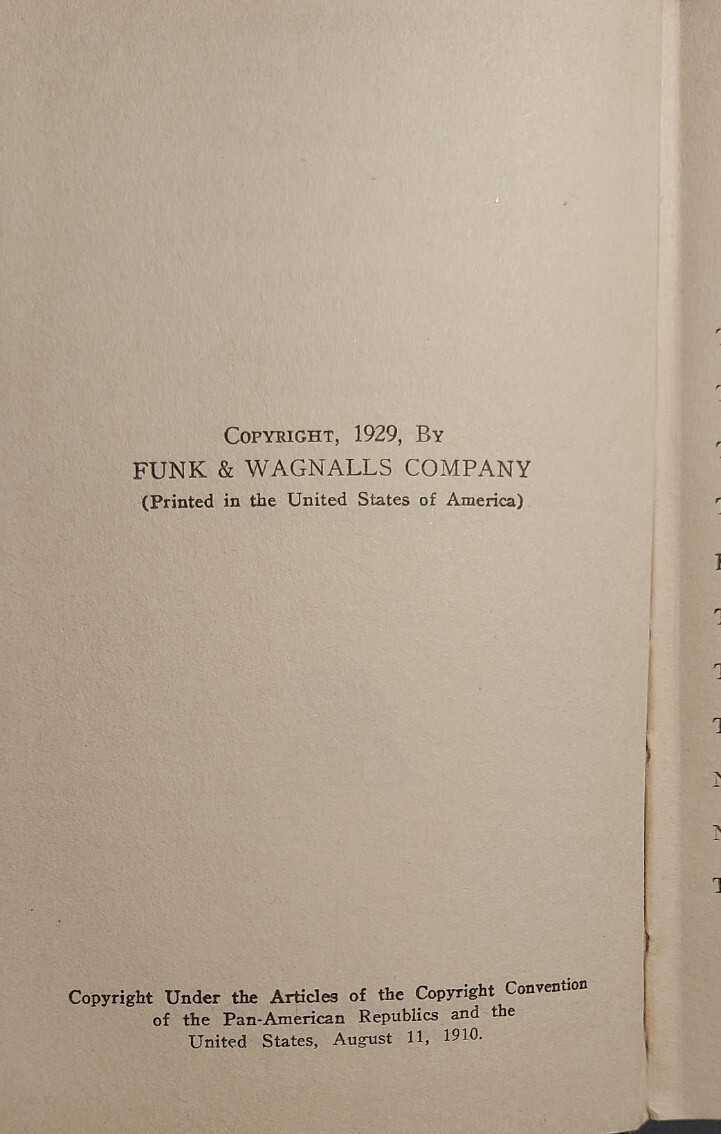 COPYRIGHT, 1929, BY
FUNK & WAGNALLS COMPANY
(Printed in the United States of America)
Copyright Under the Articles of the Copyright Convention
of the Pan-American Republics and the
United States, August 11, 1910.